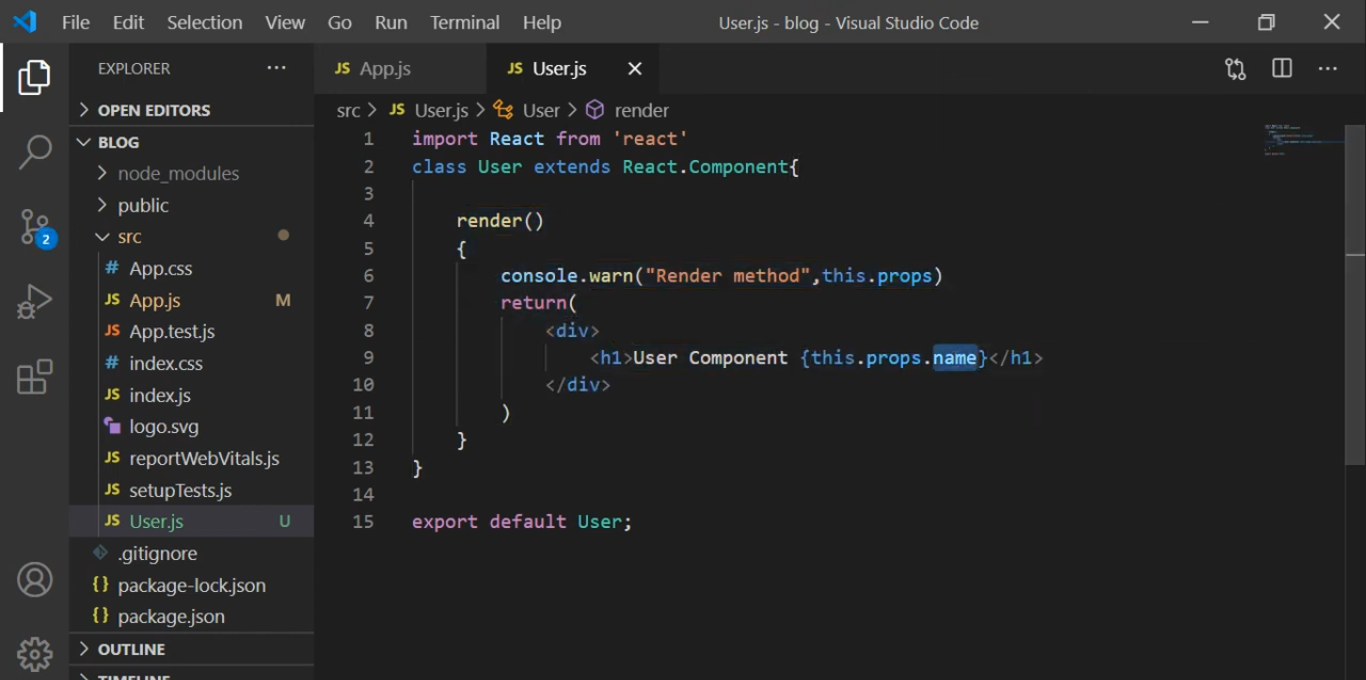 File Edit Selection View Go Run Terminal Help User.js - blog - Visual Studio Code
EXPLORER
OPEN EDITORS
BLOG
node_modules
public
src
# App.css
JS App.js M
JS App.test.js
# index.css
JS index.js
logo.svg
JS reportWebVitals.js
JS setupTests.js
JS User.js U
.gitignore
{} package-lock.json
{} package.json
OUTLINE
TIMELINE
2
JS App.js JS User.js
src > JS User.js > User > render
1 import React from 'react'
2 class User extends React.Component{
3
4 render()
5 {
6 console.warn("Render method",this.props)
7 return(
8 <div>
9 <h1>User Component {this.props.name}</h1>
10 </div>
11 )
12 }
13 }
14
15 export default User;